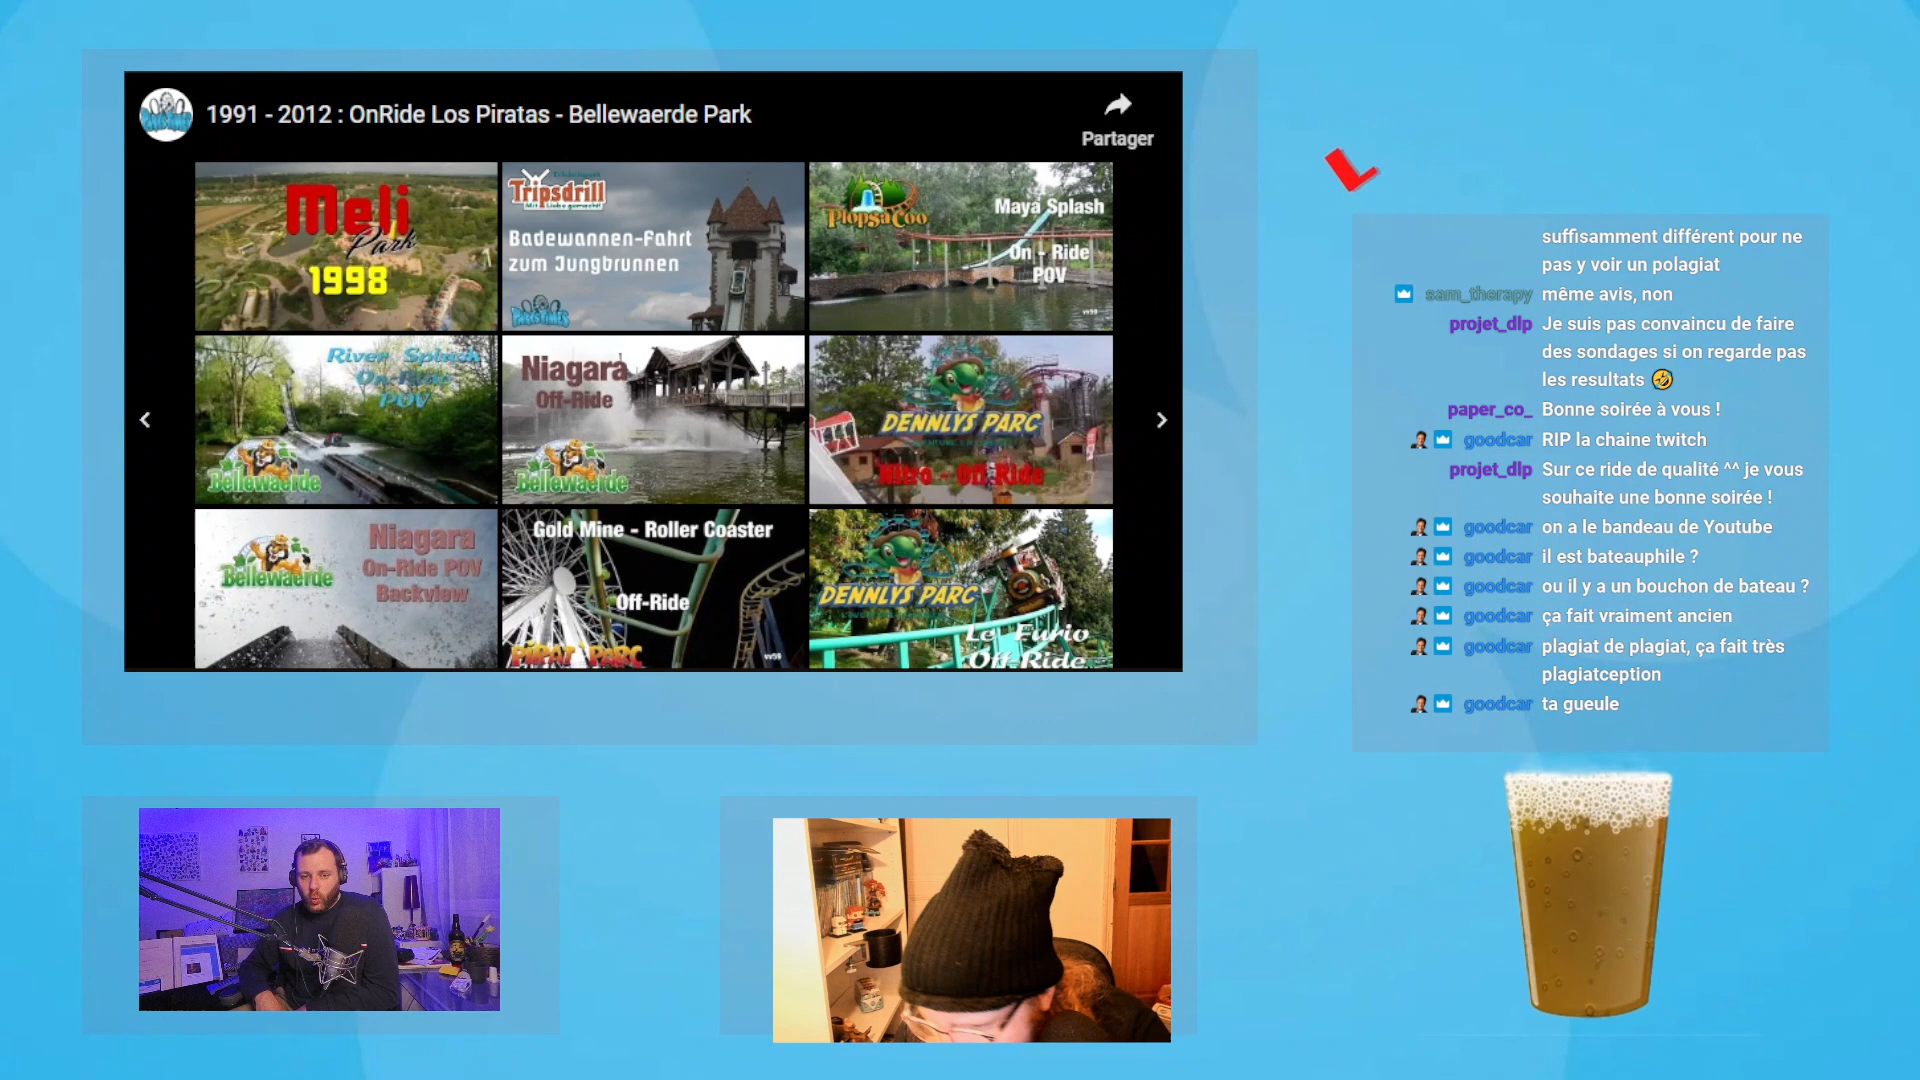 1991 - 2012 : OnRide Los Piratas - Bellewaerde Park
Partager
Meli
Park
1998
Tripsdrill
Badewannen-Fahrt
zum Jungbrunnen
PlopsaCoo
Maya Splash
On - Ride
POV
River Splash
On-Ride
POV
Bellewaerde
Niagara
Off-Ride
Bellewaerde
DENNLYS PARC
Nitro - Off Ride
Bellewaerde
Niagara
On-Ride POV
Backview
Gold Mine - Roller Coaster
Off-Ride
PIRAT'PARC
DENNLYS PARC
Le Furio
Off-Ride
suffisamment différent pour ne
pas y voir un polagiat
sam_therapy même avis, non
projet_dlp Je suis pas convaincu de faire
des sondages si on regarde pas
les resultats 🤣
paper_co_ Bonne soirée à vous !
goodcar RIP la chaine twitch
projet_dlp Sur ce ride de qualité ^^ je vous
souhaite une bonne soirée !
goodcar on a le bandeau de Youtube
goodcar il est bateauphile ?
goodcar ou il y a un bouchon de bateau ?
goodcar ça fait vraiment ancien
goodcar plagiat de plagiat, ça fait très
plagiatception
goodcar ta gueule